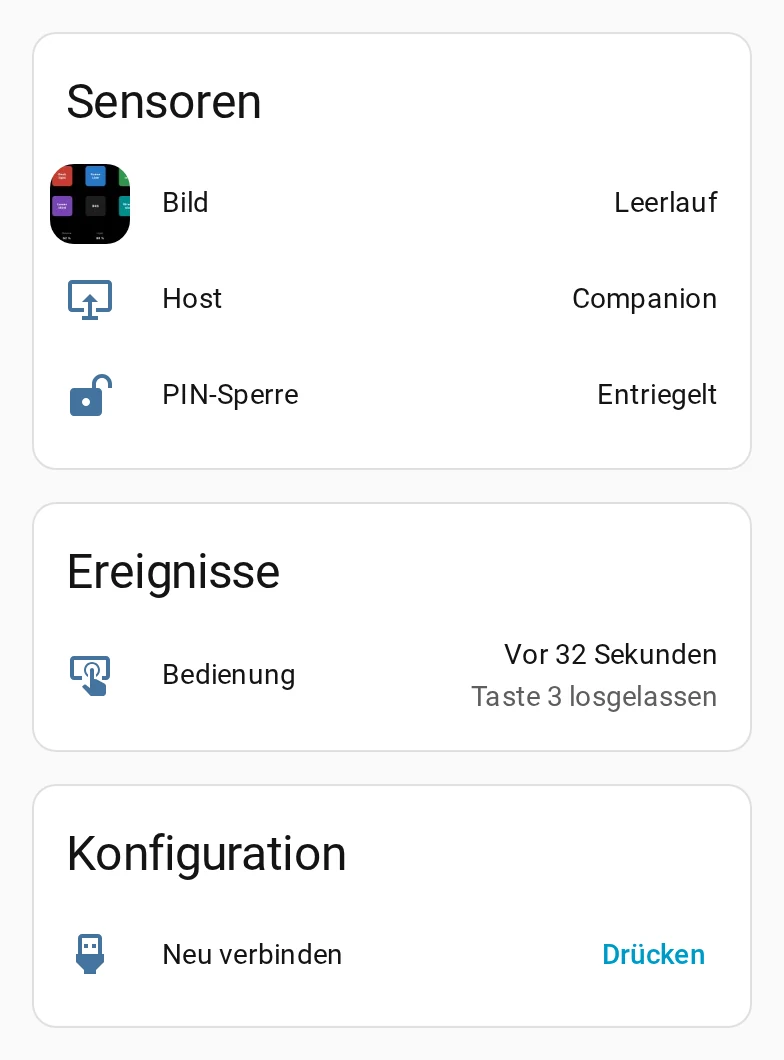 Sensoren
Bild Leerlauf
Host Companion
PIN-Sperre Entriegelt
Ereignisse
Bedienung Vor 32 Sekunden
Taste 3 losgelassen
Konfiguration
Neu verbinden Drücken